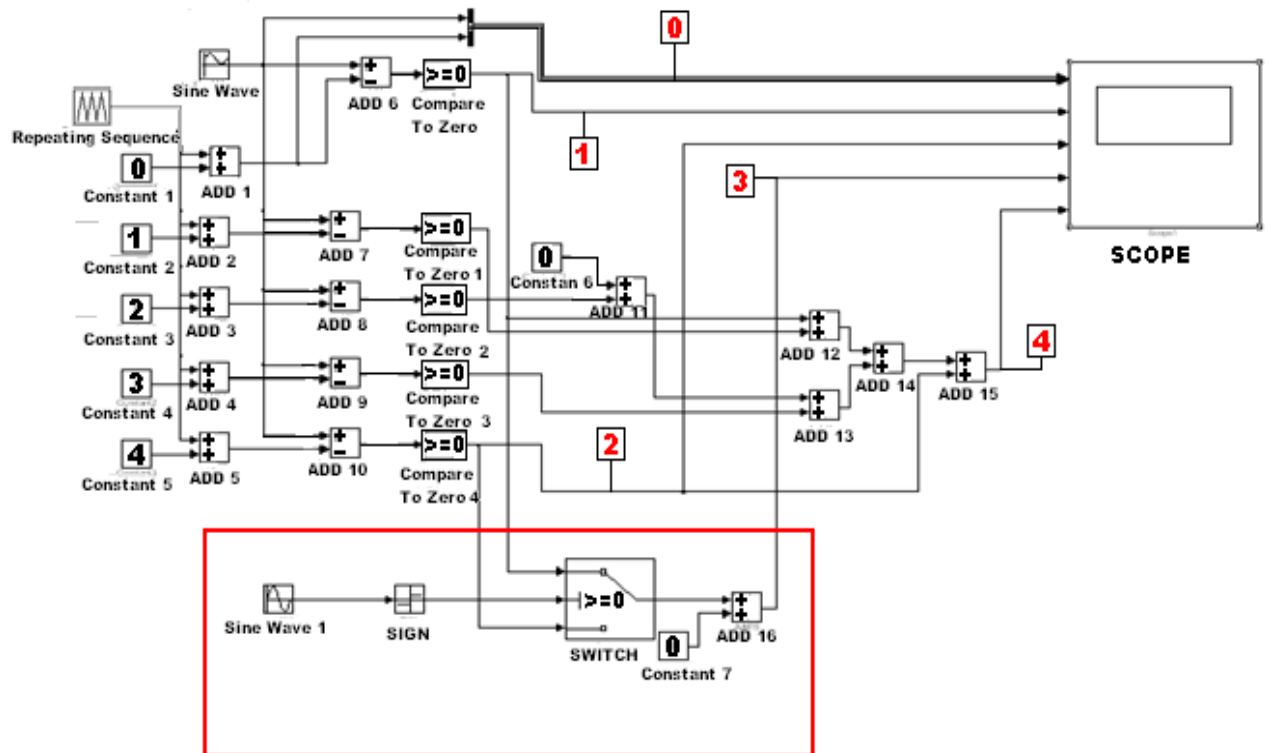 0
Sine Wave
ADD 6
>=0
Compare
To Zero
Repeating Sequence
1
0
Constant 1
ADD 1
3
SCOPE
1
Constant 2
ADD 2
ADD 7
>=0
Compare
To Zero 1
0
Constan 6
ADD 11
2
Constant 3
ADD 3
ADD 8
>=0
Compare
To Zero 2
ADD 12
ADD 14
ADD 15
4
3
Constant 4
ADD 4
ADD 9
>=0
Compare
To Zero 3
ADD 13
4
Constant 5
ADD 5
ADD 10
>=0
Compare
To Zero 4
2
Sine Wave 1
SIGN
>=0
SWITCH
0
Constant 7
ADD 16